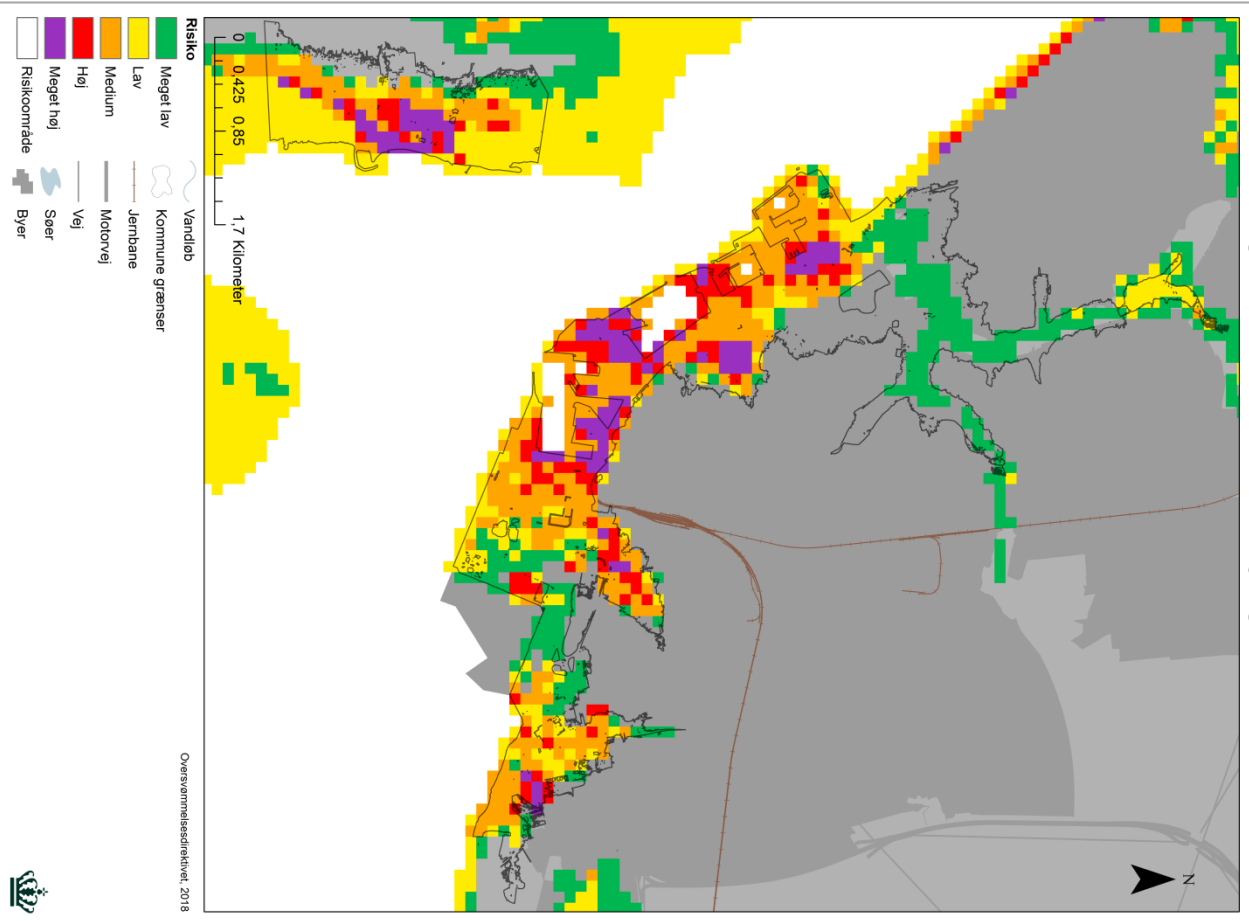 Risiko
Meget lav
Lav
Medium
Høj
Meget høj
Risikoområde
Vandløb
Kommune grænser
Jernbane
Motorvej
Vej
Søer
Byer
0 0,425 0,85 1,7 Kilometer
Oversvømmelsesdirektivet, 2018
N